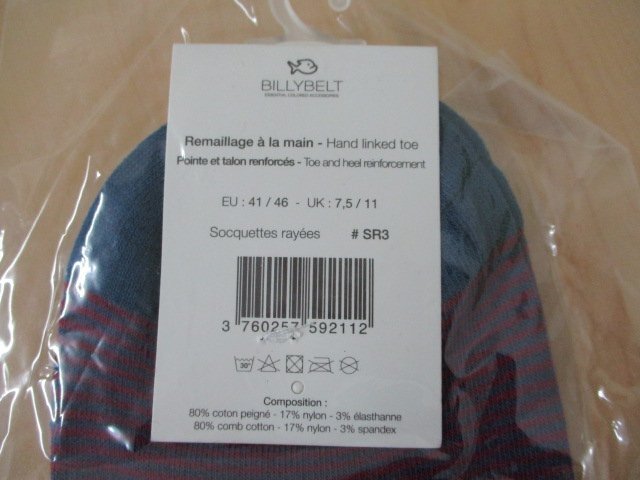 BILLYBELT
ESSENTIAL COLORED ACCESSORIES
Remaillage à la main - Hand linked toe
Pointe et talon renforcés - Toe and heel reinforcement
EU : 41 / 46 - UK : 7,5 / 11
Socquettes rayées # SR3
3 760257 592112
30°
Composition :
80% coton peigné - 17% nylon - 3% élasthanne
80% comb cotton - 17% nylon - 3% spandex